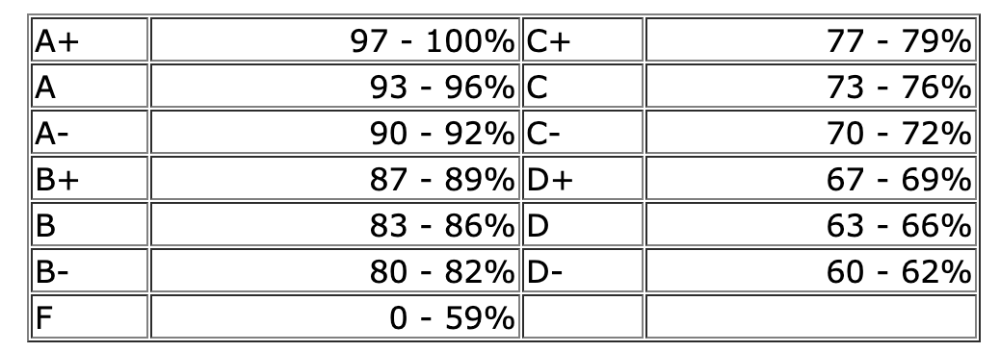 A+ 97 - 100% C+ 77 - 79%
A 93 - 96% C 73 - 76%
A- 90 - 92% C- 70 - 72%
B+ 87 - 89% D+ 67 - 69%
B 83 - 86% D 63 - 66%
B- 80 - 82% D- 60 - 62%
F 0 - 59%